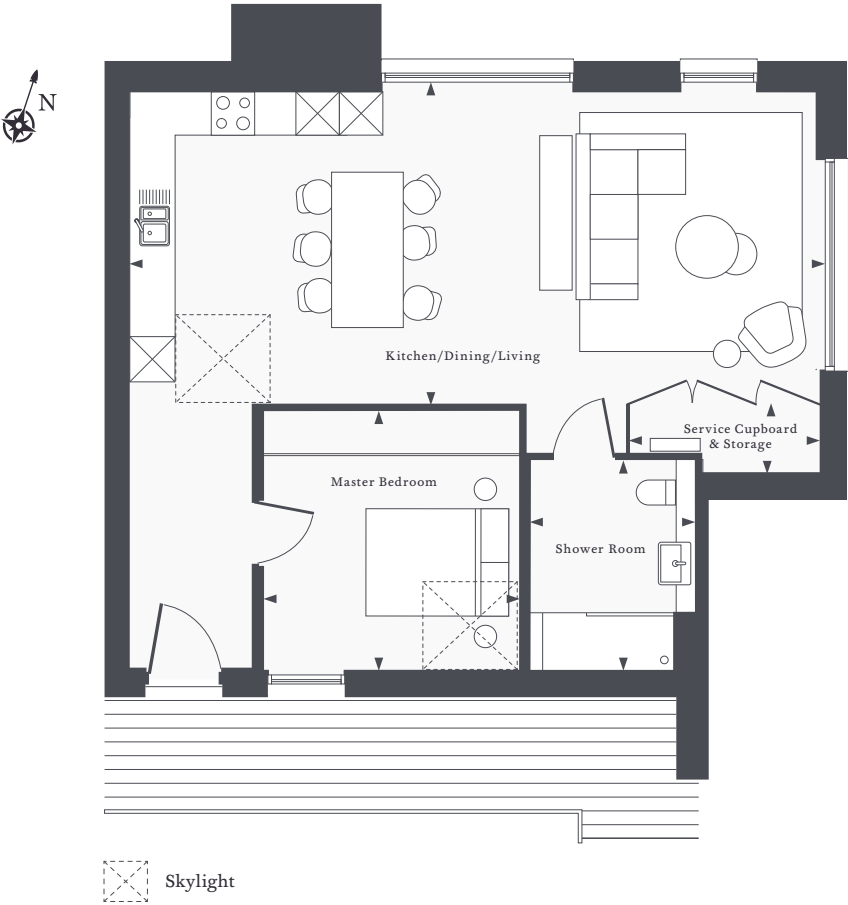 N
Kitchen/Dining/Living
Service Cupboard
& Storage
Master Bedroom
Shower Room
Skylight